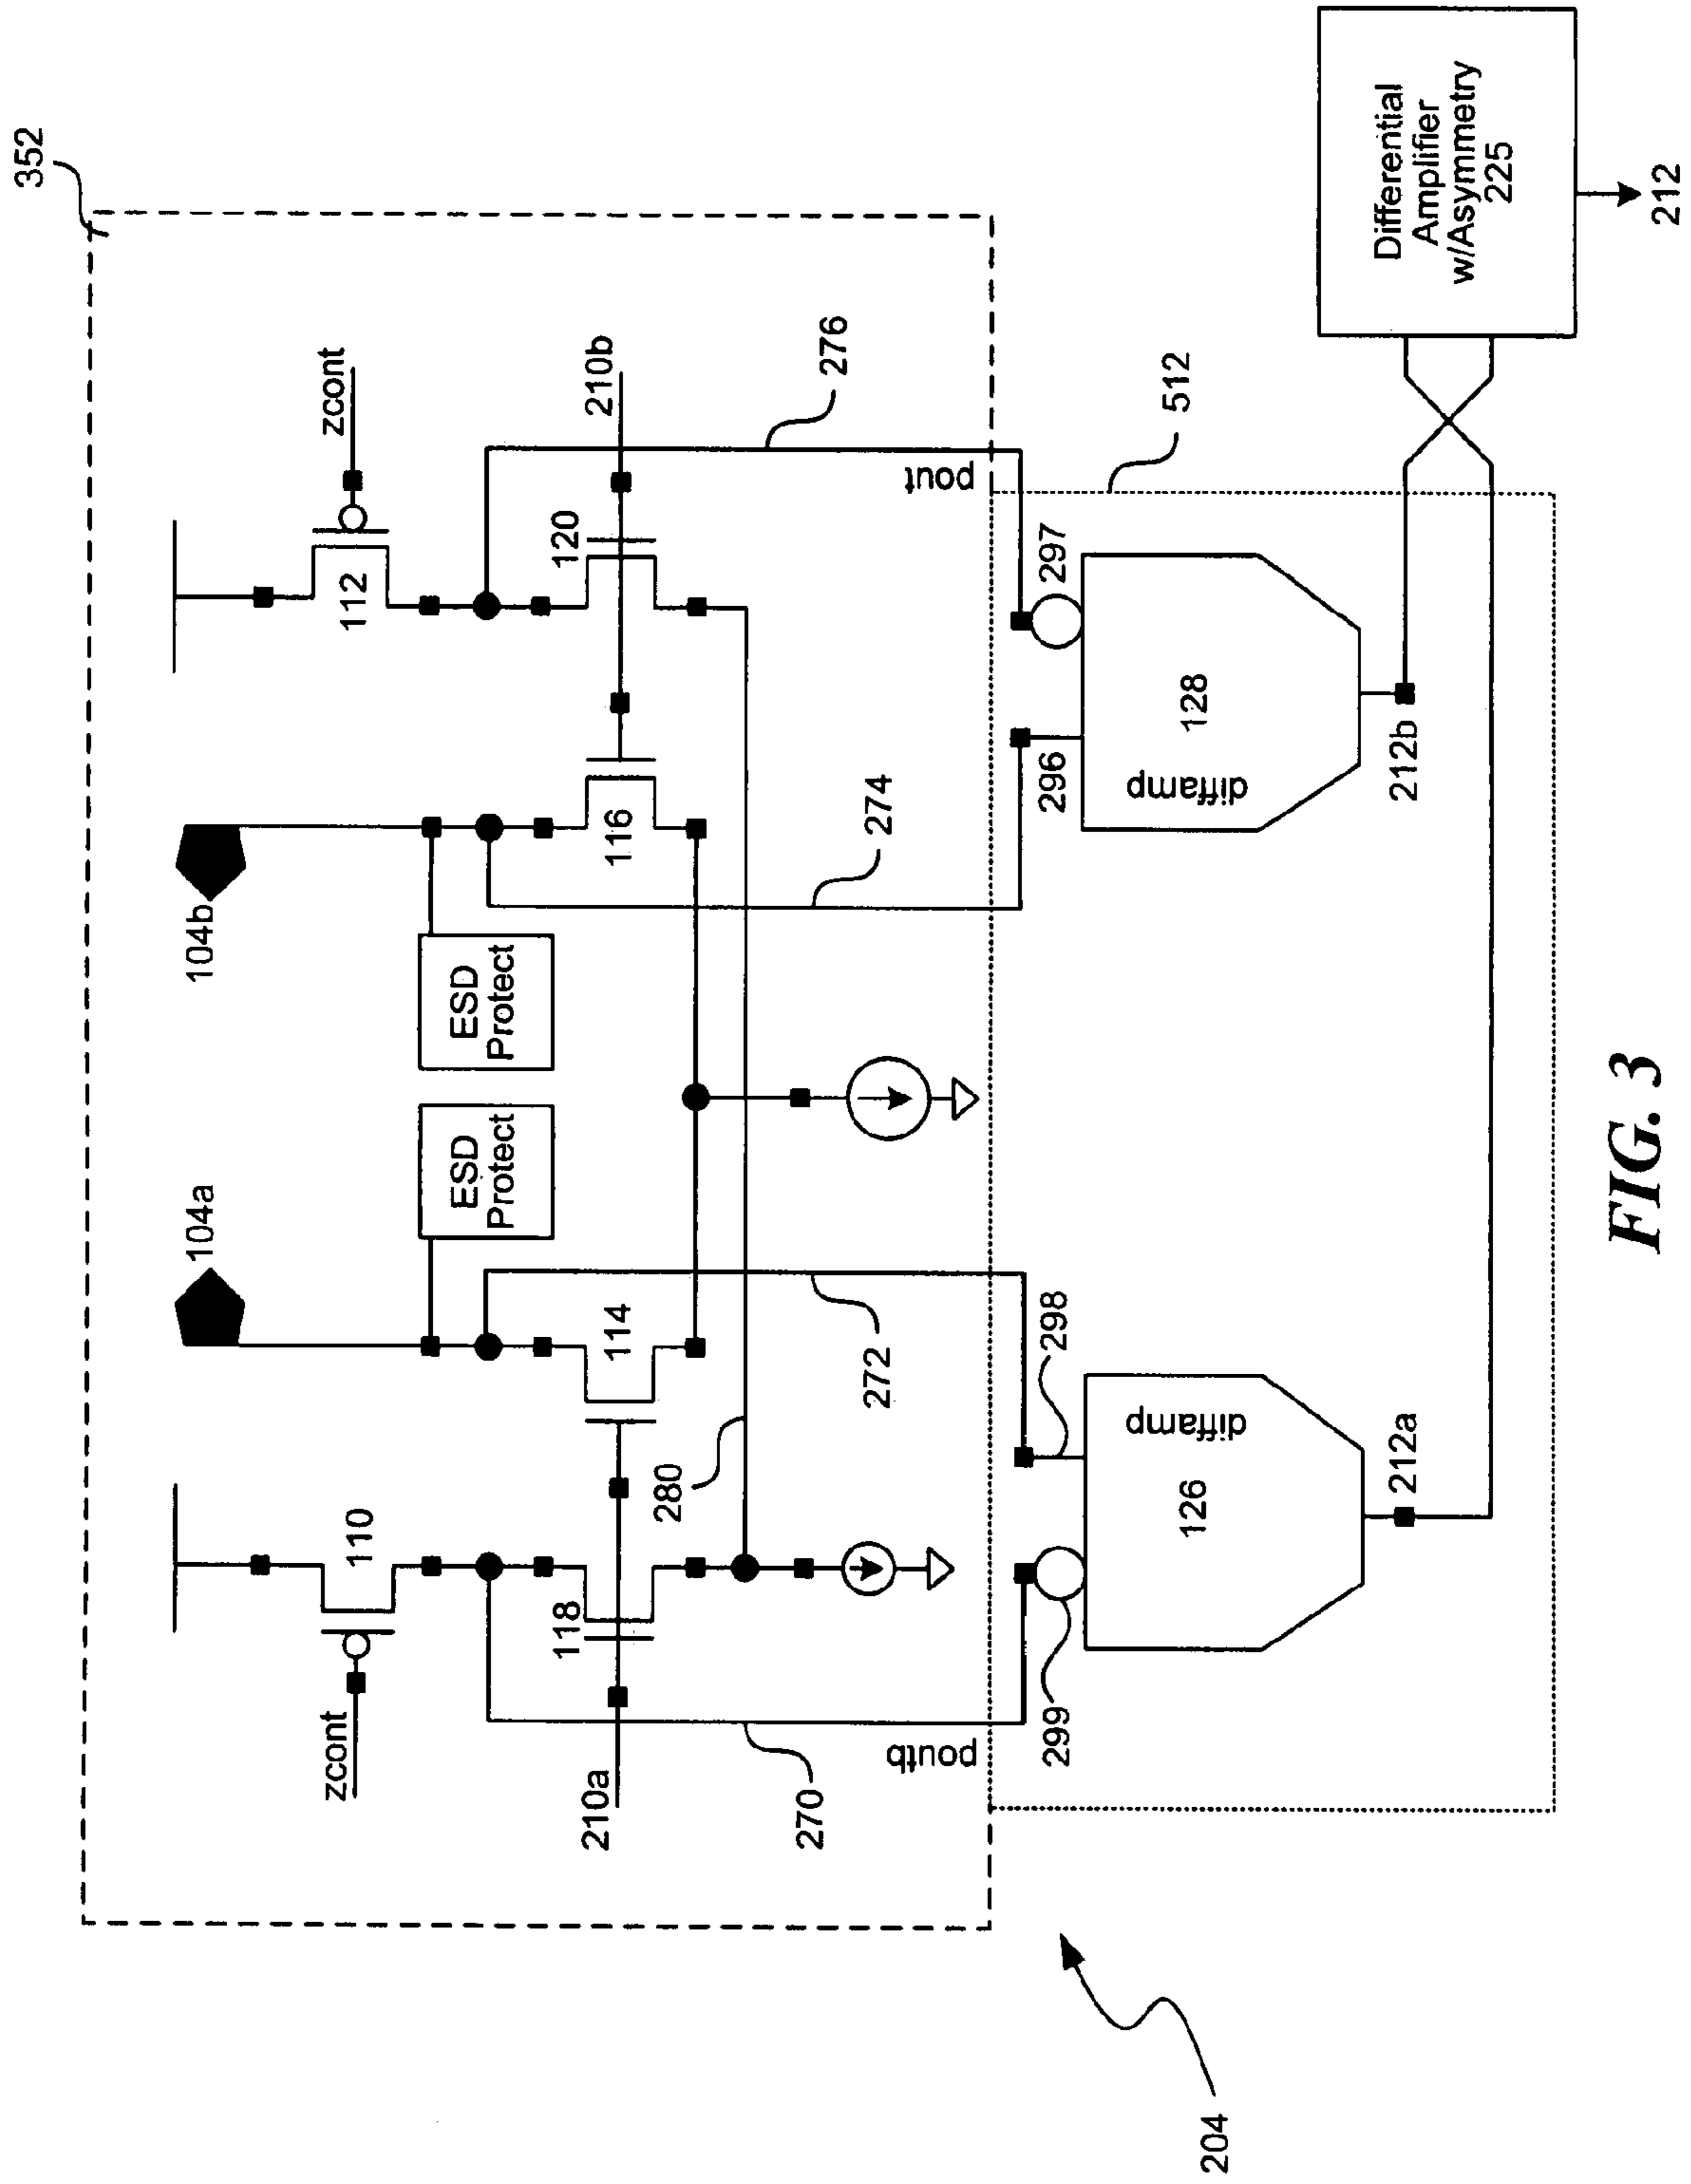 352
zcont
zcont
110
112
104a
104b
ESD
Protect
ESD
Protect
210a
118
114
116
120
210b
280
270
272
274
276
poutb
pout
512
299
298
296
297
126
diffamp
diffamp
128
212a
212b
Differential
Amplifier
w/Asymmetry
225
212
204
FIG. 3